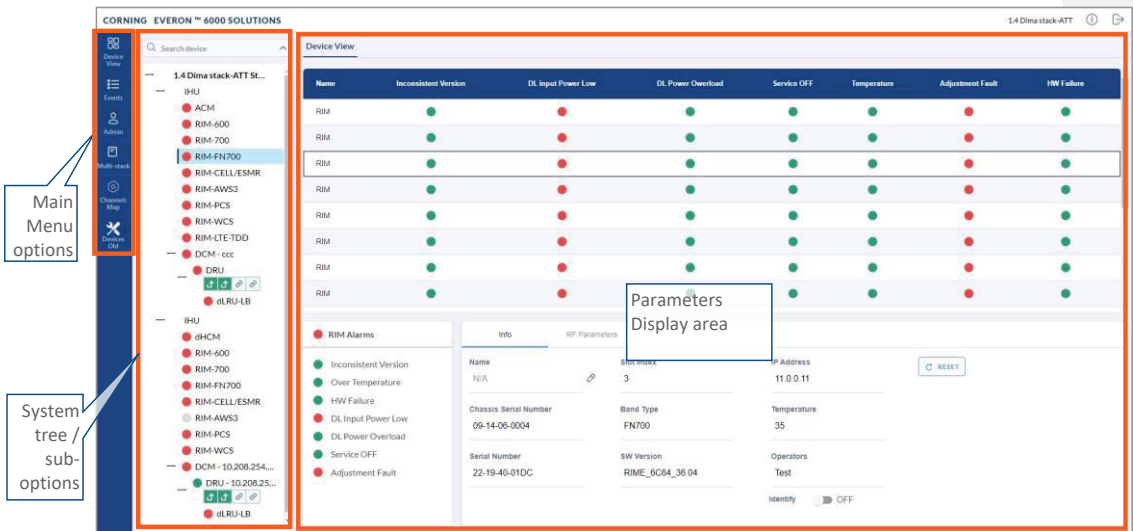 CORNING EVERON ™ 6000 SOLUTIONS
1.4 Dima stack-ATT
Device View
Events
Admin
Multi-stack
Channels Map
Devices Old
Main Menu options
System tree / sub-options
Search device
1.4 Dima stack-ATT St...
IHU
ACM
RIM-600
RIM-700
RIM-FN700
RIM-CELL/ESMR
RIM-AWS3
RIM-PCS
RIM-WCS
RIM-LTE-TDD
DCM - ccc
DRU
dLRU-LB
IHU
dHCM
RIM-600
RIM-700
RIM-FN700
RIM-CELL/ESMR
RIM-AWS3
RIM-PCS
RIM-WCS
DCM - 10.208.254....
DRU - 10.208.25...
dLRU-LB
Device View
Name Inconsistent Version DL input Power Low DL Power Overload Service OFF Temperature Adjustment Fault HW Failure
RIM
RIM
RIM
RIM
RIM
RIM
RIM
RIM
Parameters
Display area
RIM Alarms
Inconsistent Version
Over Temperature
HW Failure
DL Input Power Low
DL Power Overload
Service OFF
Adjustment Fault
Info RF Parameters
Name Slot Index IP Address
N/A 3 11.0.0.11
RESET
Chassis Serial Number Band Type Temperature
09-14-06-0004 FN700 35
Serial Number SW Version Operators
22-19-40-01DC RIME_6C64_36.04 Test
Identify OFF